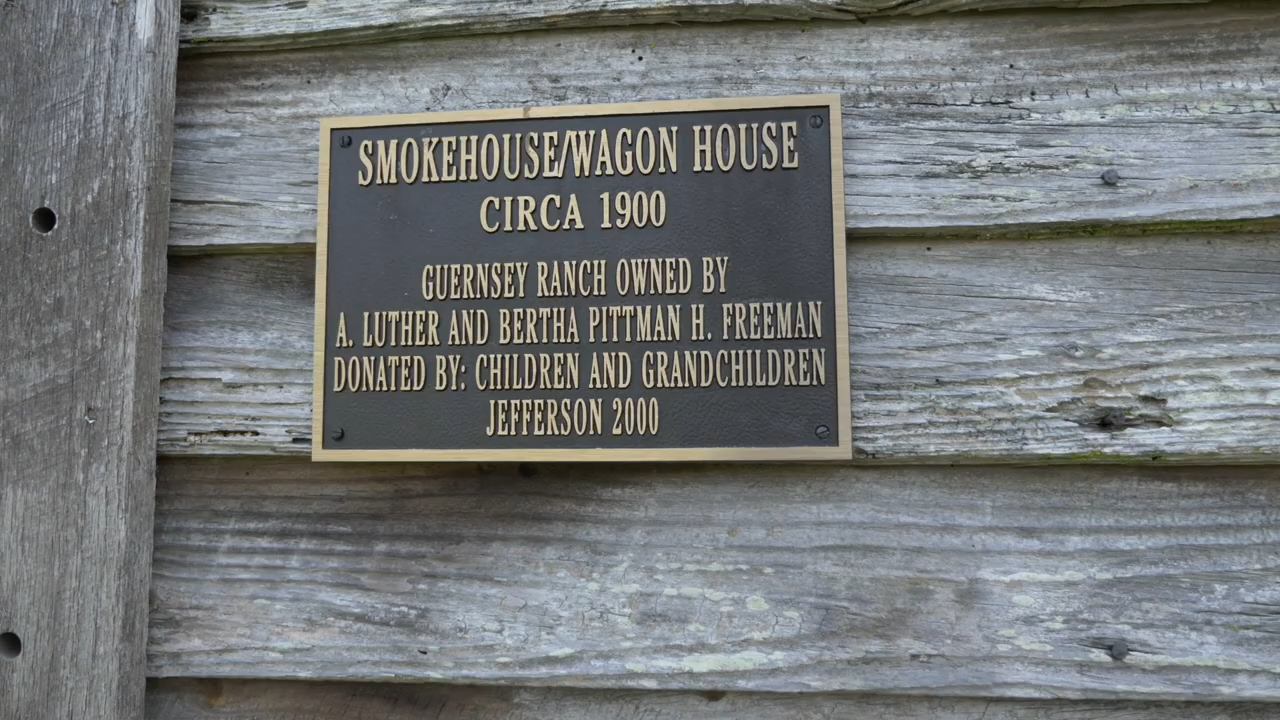 SMOKEHOUSE/WAGON HOUSE
CIRCA 1900
GUERNSEY RANCH OWNED BY
A. LUTHER AND BERTHA PITTMAN H. FREEMAN
DONATED BY: CHILDREN AND GRANDCHILDREN
JEFFERSON 2000